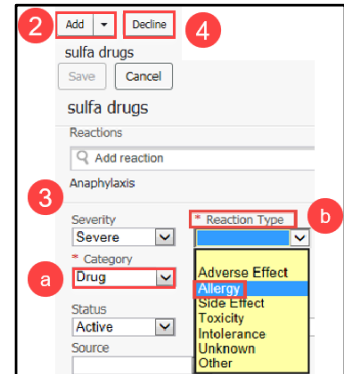 2 Add Decline 4
sulfa drugs
Save Cancel
sulfa drugs
Reactions
Add reaction
Anaphylaxis
3
Severity * Reaction Type b
Severe
* Category
a Drug
Adverse Effect
Allergy
Side Effect
Toxicity
Intolerance
Unknown
Other
Status
Active
Source